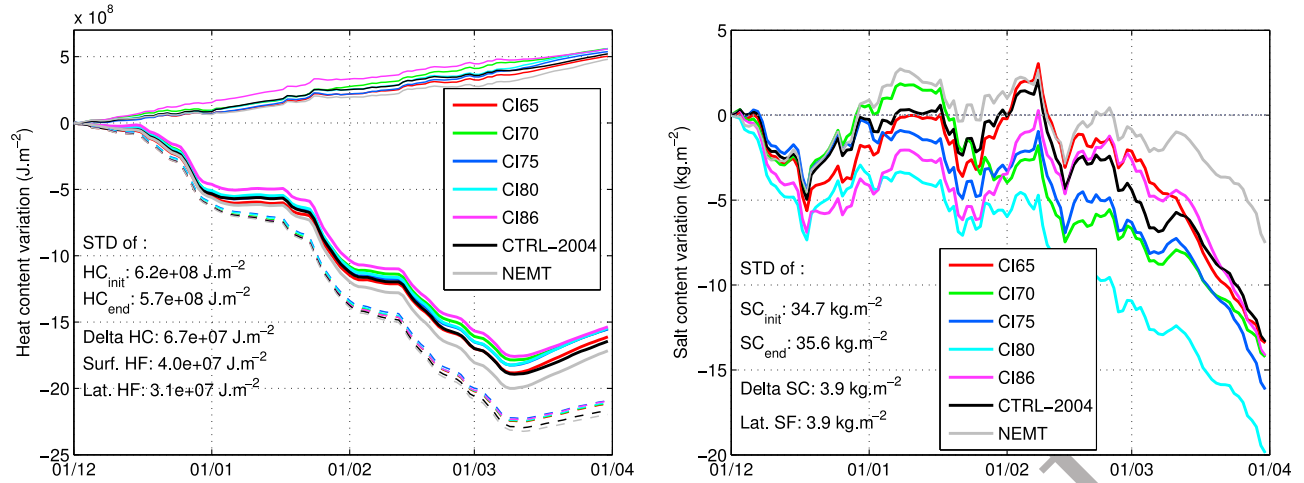 x 10⁸
5
0
−5
−10
−15
−20
−25
Heat content variation (J.m⁻²)
CI65
CI70
CI75
CI80
CI86
CTRL−2004
NEMT
STD of :
HC_init: 6.2e+08 J.m⁻²
HC_end: 5.7e+08 J.m⁻²
Delta HC: 6.7e+07 J.m⁻²
Surf. HF: 4.0e+07 J.m⁻²
Lat. HF: 3.1e+07 J.m⁻²
01/12 01/01 01/02 01/03 01/04
5
0
−5
−10
−15
−20
Salt content variation (kg.m⁻²)
STD of :
SC_init: 34.7 kg.m⁻²
SC_end: 35.6 kg.m⁻²
Delta SC: 3.9 kg.m⁻²
Lat. SF: 3.9 kg.m⁻²
CI65
CI70
CI75
CI80
CI86
CTRL−2004
NEMT
01/12 01/01 01/02 01/03 01/04